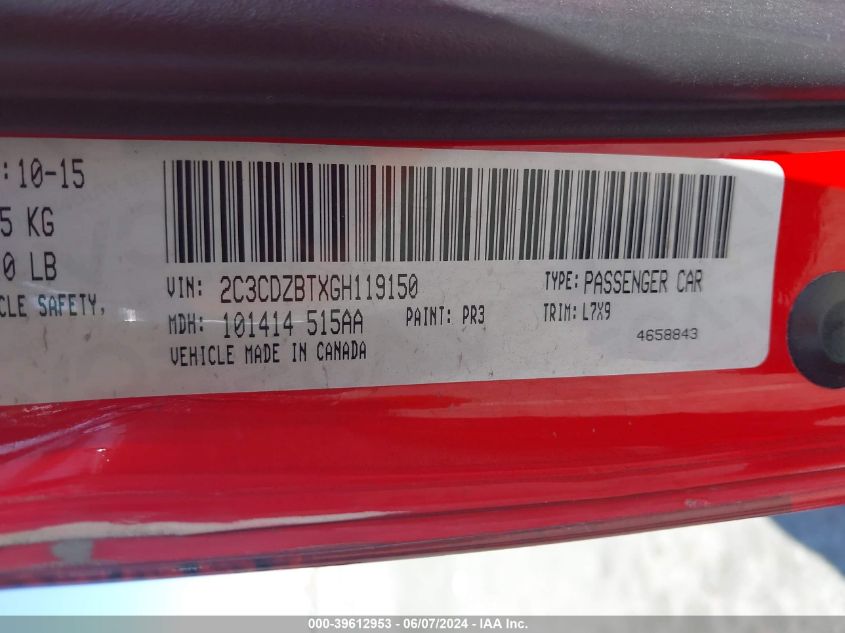 :10-15
5 KG
0 LB
CLE SAFETY,
VIN: 2C3CDZBTXGH119150
TYPE: PASSENGER CAR
MDH: 101414 515AA
PAINT: PR3
TRIM: L7X9
VEHICLE MADE IN CANADA
4658843
000-39612953 - 06/07/2024 - IAA Inc.